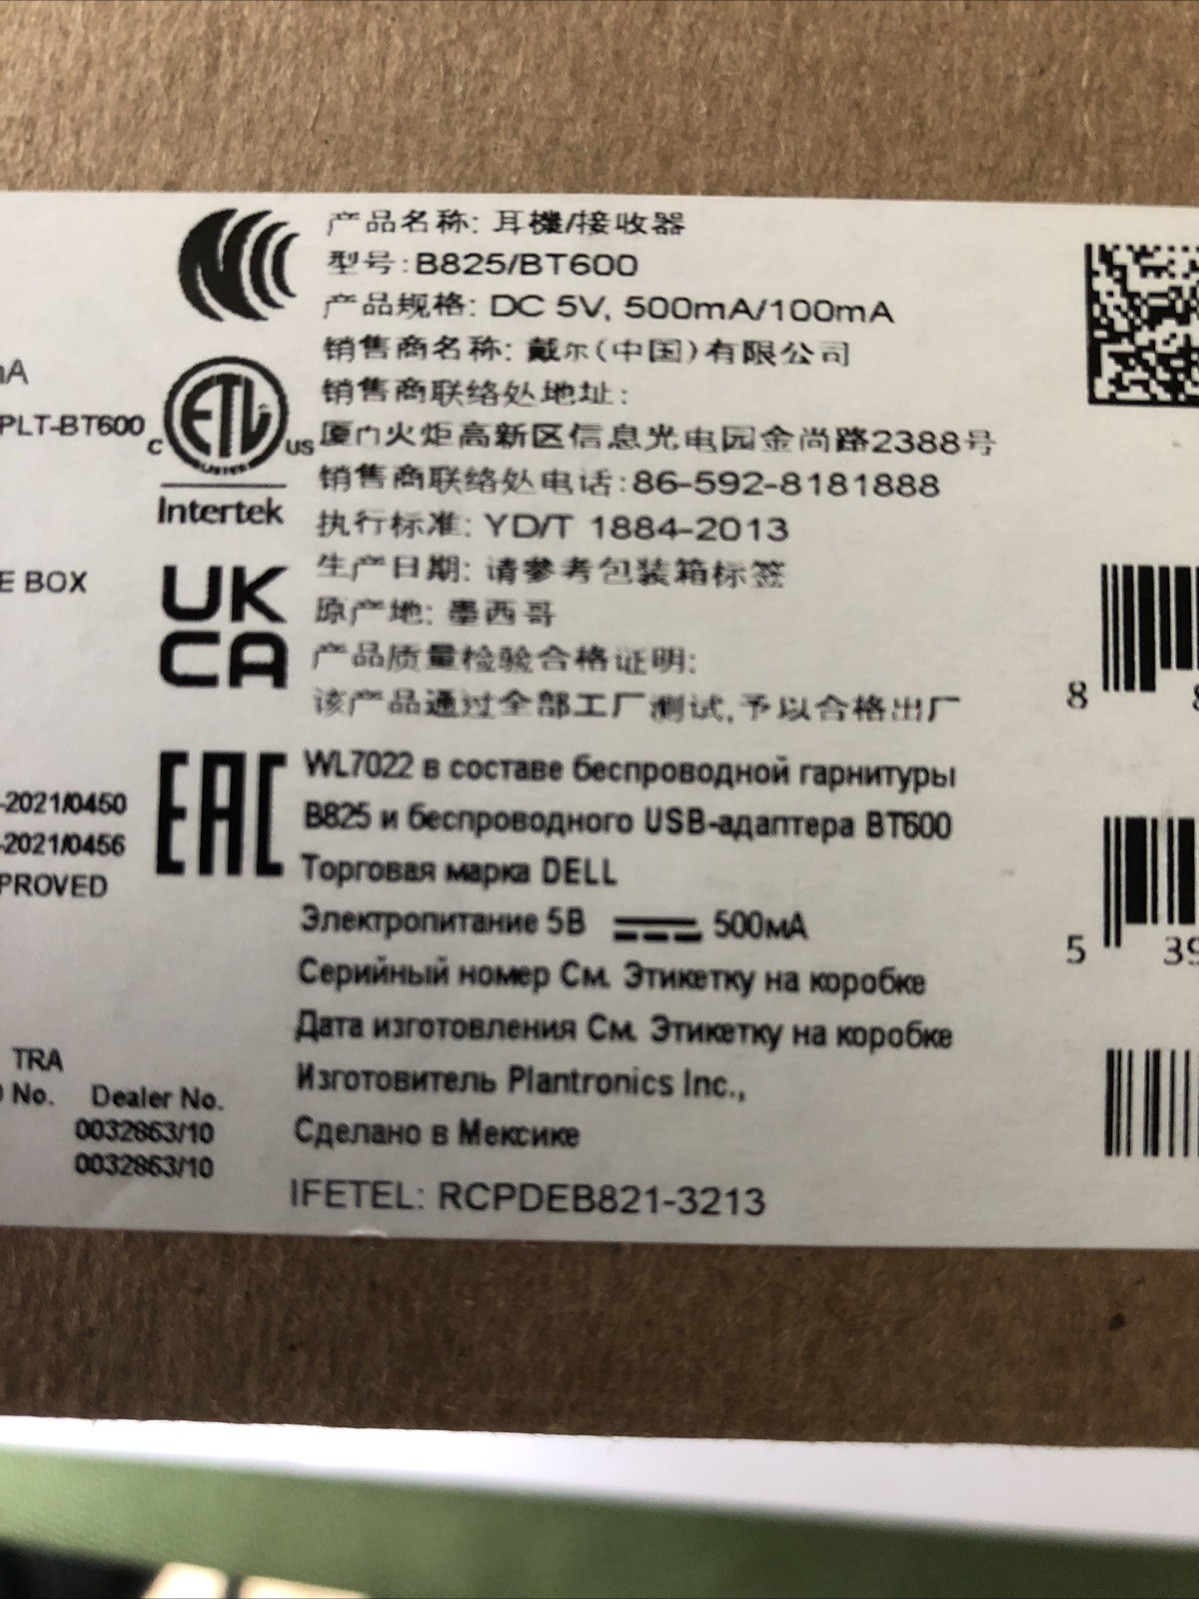 产品名称: 耳機/接收器
型号:B825/BT600
产品规格: DC 5V, 500mA/100mA
销售商名称: 戴尔(中国)有限公司
销售商联络处地址:
厦门火炬高新区信息光电园金尚路2388号
销售商联络处电话:86-592-8181888
执行标准: YD/T 1884-2013
生产日期: 请参考包装箱标签
原产地: 墨西哥
产品质量检验合格证明:
该产品通过全部工厂测试,予以合格出厂
PLT-BT600
C ETL US
LISTED
Intertek
E BOX
UK
CA
EAC
WL7022 в составе беспроводной гарнитуры
B825 и беспроводного USB-адаптера BT600
Торговая марка DELL
Электропитание 5В 500мА
Серийный номер См. Этикетку на коробке
Дата изготовления См. Этикетку на коробке
Изготовитель Plantronics Inc.,
Сделано в Мексике
IFETEL: RCPDEB821-3213
-2021/0450
-2021/0456
PROVED
TRA
No. Dealer No.
0032863/10
0032863/10
8
5 39